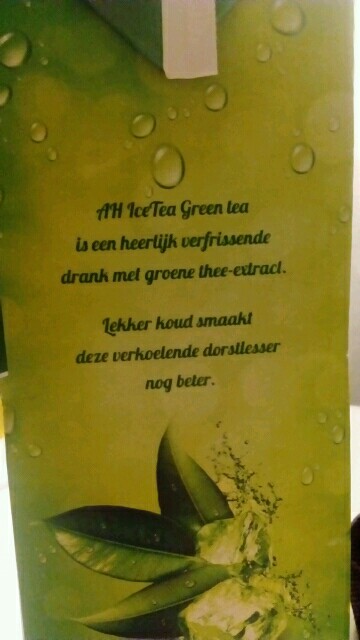 AH IceTea Green tea
is een heerlijk verfrissende
drank met groene thee-extract.
Lekker koud smaakt
deze verkoelende dorstlesser
nog beter.